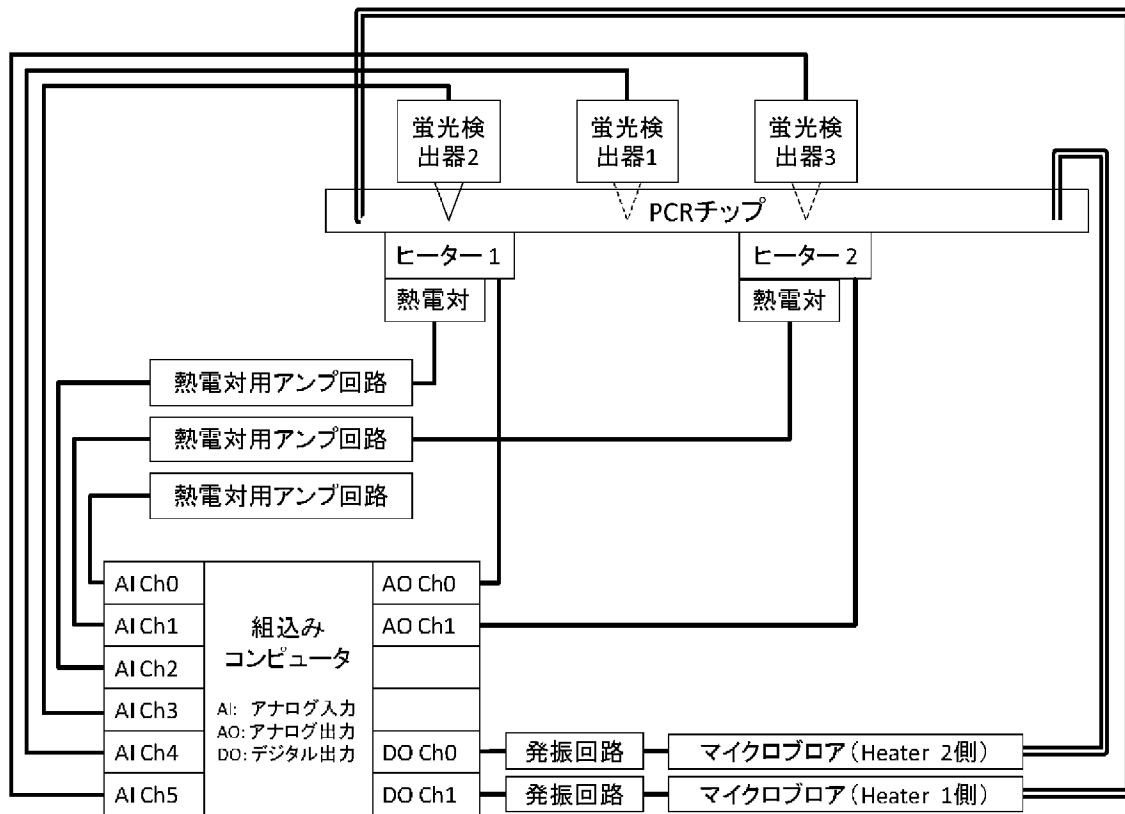 蛍光検
出器2
蛍光検
出器1
蛍光検
出器3
PCRチップ
ヒーター 1
ヒーター 2
熱電対
熱電対
熱電対用アンプ回路
熱電対用アンプ回路
熱電対用アンプ回路
AI Ch0
AI Ch1
AI Ch2
AI Ch3
AI Ch4
AI Ch5
組込み
コンピュータ
AI: アナログ入力
AO: アナログ出力
DO: デジタル出力
AO Ch0
AO Ch1
DO Ch0
DO Ch1
発振回路
マイクロブロア（Heater 2側）
発振回路
マイクロブロア（Heater 1側）